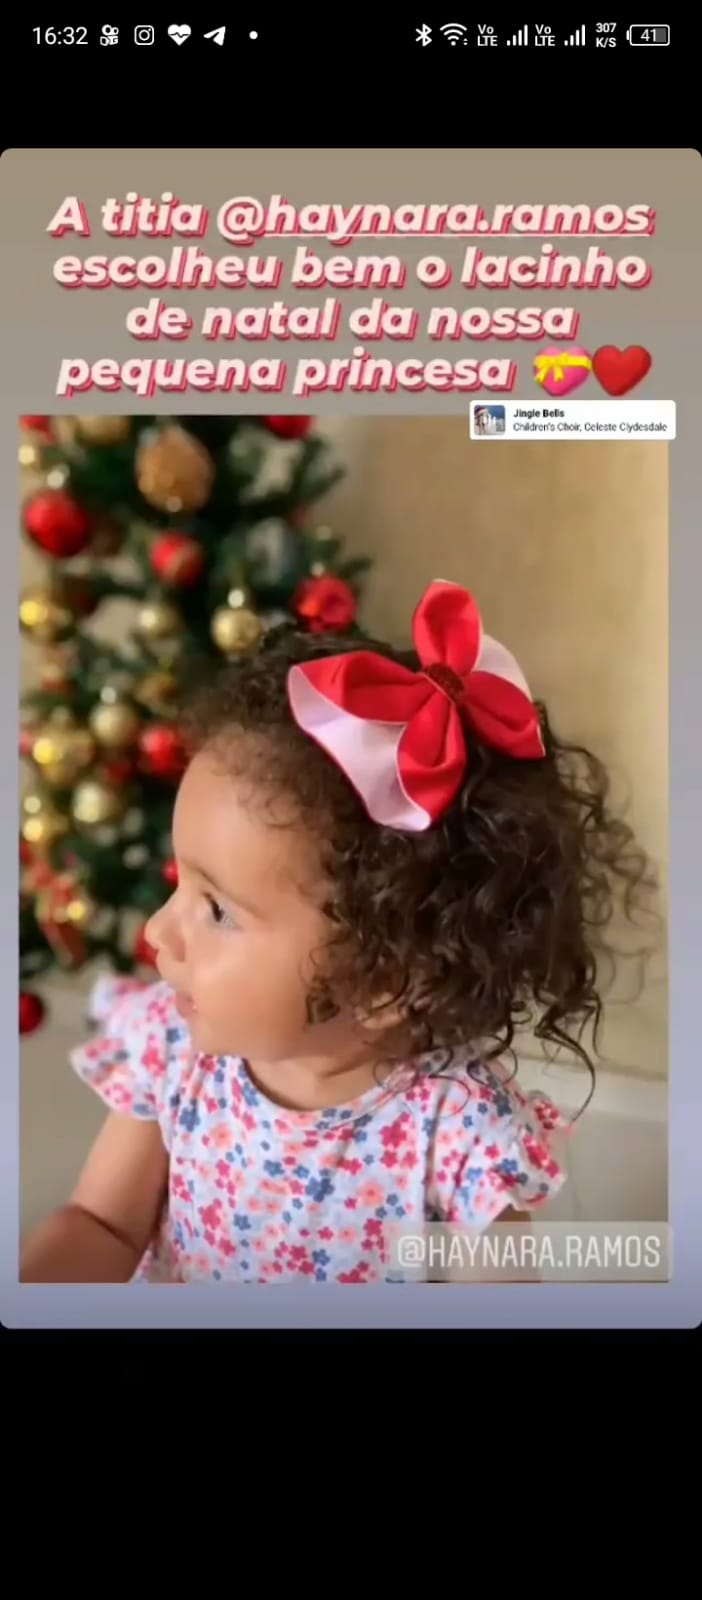 16:32
Vo LTE Vo LTE 307 K/S 41
A titia @haynara.ramos
escolheu bem o lacinho
de natal da nossa
pequena princesa 💝❤️
Jingle Bells
Children's Choir, Celeste Clydesdale
@HAYNARA.RAMOS